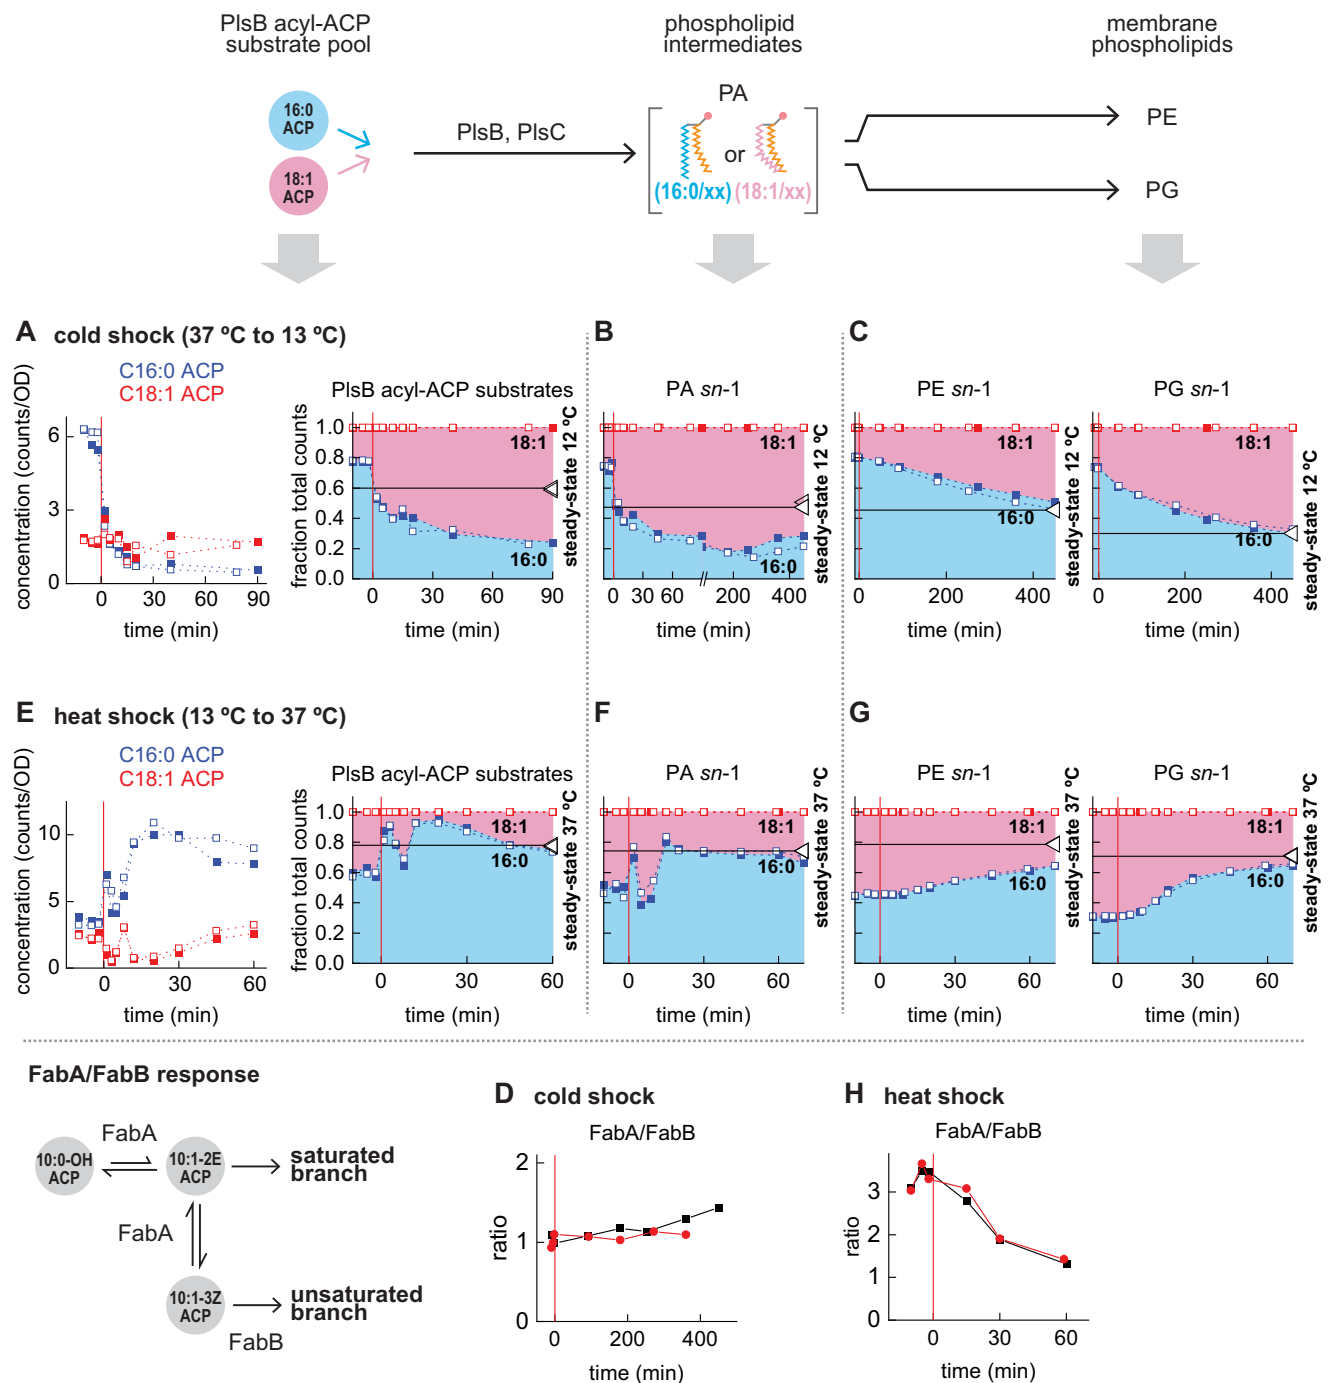 PlsB acyl-ACP
substrate pool
phospholipid
intermediates
membrane
phospholipids
16:0
ACP
18:1
ACP
PlsB, PlsC
PA
or
(16:0/xx) (18:1/xx)
PE
PG
A cold shock (37 ºC to 13 ºC)
C16:0 ACP
C18:1 ACP
concentration (counts/OD)
6
3
0
0 30 60 90
time (min)
PlsB acyl-ACP substrates
fraction total counts
1.0
0.8
0.6
0.4
0.2
0.0
18:1
16:0
0 30 60 90
time (min)
steady-state 12 ºC
B
PA sn-1
18:1
16:0
0 30 60 200 400
time (min)
steady-state 12 ºC
C
PE sn-1
18:1
16:0
0 200 400
time (min)
steady-state 12 ºC
PG sn-1
18:1
16:0
0 200 400
time (min)
steady-state 12 ºC
E heat shock (13 ºC to 37 ºC)
C16:0 ACP
C18:1 ACP
concentration (counts/OD)
10
5
0
0 30 60
time (min)
PlsB acyl-ACP substrates
fraction total counts
1.0
0.8
0.6
0.4
0.2
0.0
18:1
16:0
0 30 60
time (min)
steady-state 37 ºC
F
PA sn-1
18:1
16:0
0 30 60
time (min)
steady-state 37 ºC
G
PE sn-1
18:1
16:0
0 30 60
time (min)
steady-state 37 ºC
PG sn-1
18:1
16:0
0 30 60
time (min)
steady-state 37 ºC
FabA/FabB response
10:0-OH
ACP
FabA
10:1-2E
ACP
saturated
branch
FabA
10:1-3Z
ACP
FabB
unsaturated
branch
D cold shock
FabA/FabB
ratio
2
1
0
0 200 400
time (min)
H heat shock
FabA/FabB
ratio
3
2
1
0
0 30 60
time (min)